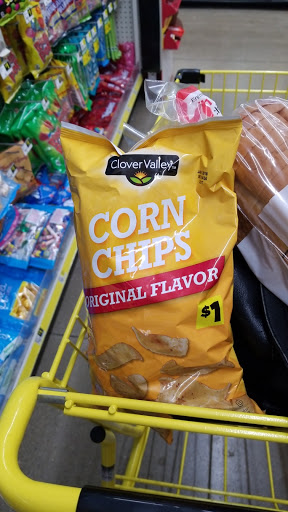 Clover Valley
CORN
CHIPS
ORIGINAL FLAVOR
$1